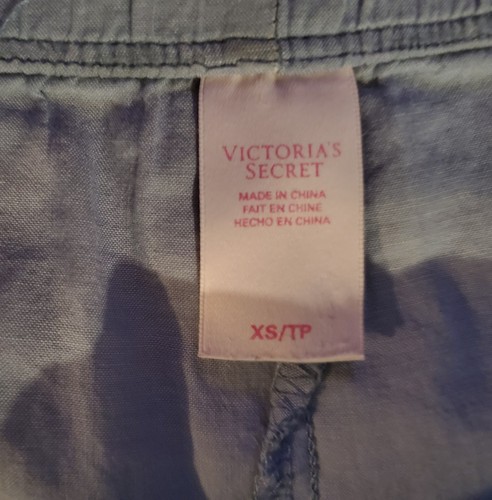 VICTORIA'S
SECRET
MADE IN CHINA
FAIT EN CHINE
HECHO EN CHINA
XS/TP